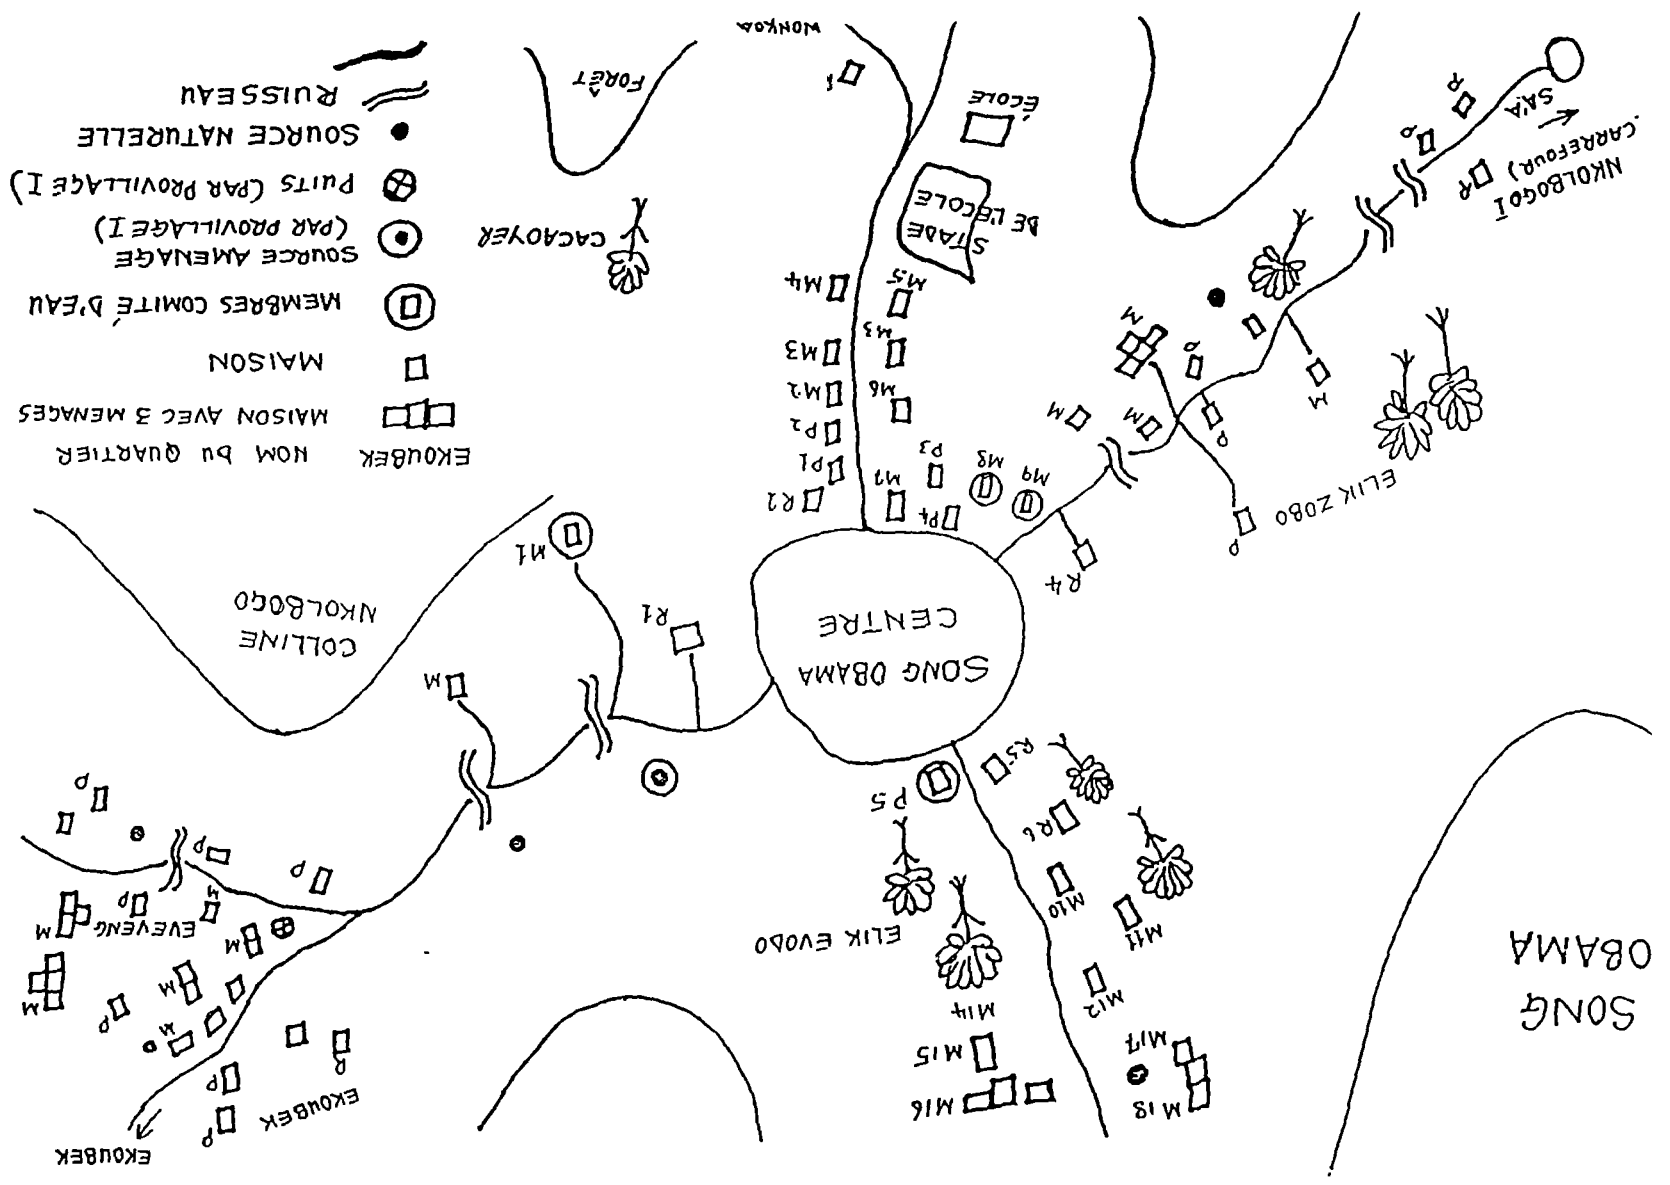 SONG
OBAMA
M18
M17
M12
M11
M10
R6
R5
M16
M15
M14
ELIK EVODO
P5
EKOUBEK
EKOUBEK
P
P
R
M
P
M
M
M
M
EVEVENG
M
P
P
P
P
M
SONG OBAMA
CENTRE
R1
M1
COLLINE
NKOLBOGO
R4
M9
M8
P4
P3
M7
M6
M3
M5
R2
P1
P2
M2
M3
M4
STADE
DE L'ECOLE
ÉCOLE
WONKOA
FORÊT
CACAOYER
ELIK ZOBO
P
P
M
M
M
P
M
P
R
R
NKOLBOGO I
(CARREFOUR)
SA'A
EKOUBEK NOM DU QUARTIER
MAISON AVEC 3 MENAGES
MAISON
MEMBRES COMITÉ D'EAU
SOURCE AMENAGE
(PAR PROVILLAGE I)
PUITS (PAR PROVILLAGE I)
SOURCE NATURELLE
RUISSEAU